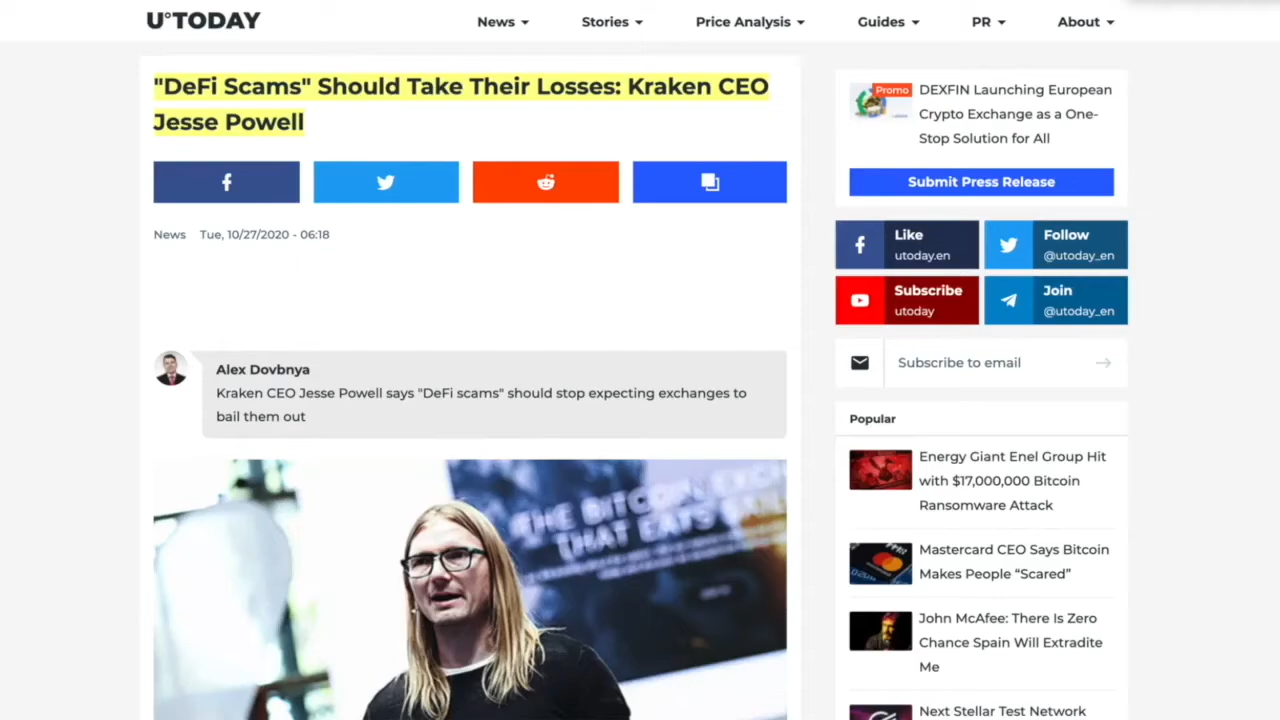 U°TODAY
News
Stories
Price Analysis
Guides
PR
About
"DeFi Scams" Should Take Their Losses: Kraken CEO
Jesse Powell
News Tue, 10/27/2020 - 06:18
Alex Dovbnya
Kraken CEO Jesse Powell says "DeFi scams" should stop expecting exchanges to
bail them out
THE BITCOIN
THAT EATS
Promo
DEXFIN Launching European
Crypto Exchange as a One-
Stop Solution for All
Submit Press Release
Like
utoday.en
Follow
@utoday_en
Subscribe
utoday
Join
@utoday_en
Subscribe to email
Popular
Energy Giant Enel Group Hit
with $17,000,000 Bitcoin
Ransomware Attack
Mastercard CEO Says Bitcoin
Makes People “Scared”
John McAfee: There Is Zero
Chance Spain Will Extradite
Me
Next Stellar Test Network